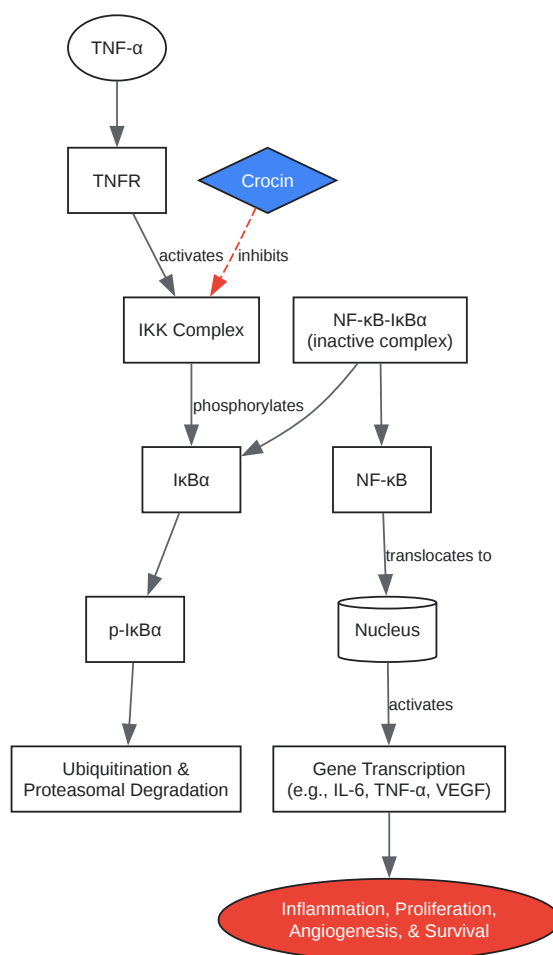 TNF-α
TNFR
Crocin
activates
inhibits
IKK Complex
NF-κB-IκBα
(inactive complex)
phosphorylates
IκBα
NF-κB
translocates to
p-IκBα
Nucleus
activates
Ubiquitination &
Proteasomal Degradation
Gene Transcription
(e.g., IL-6, TNF-α, VEGF)
Inflammation, Proliferation,
Angiogenesis, & Survival